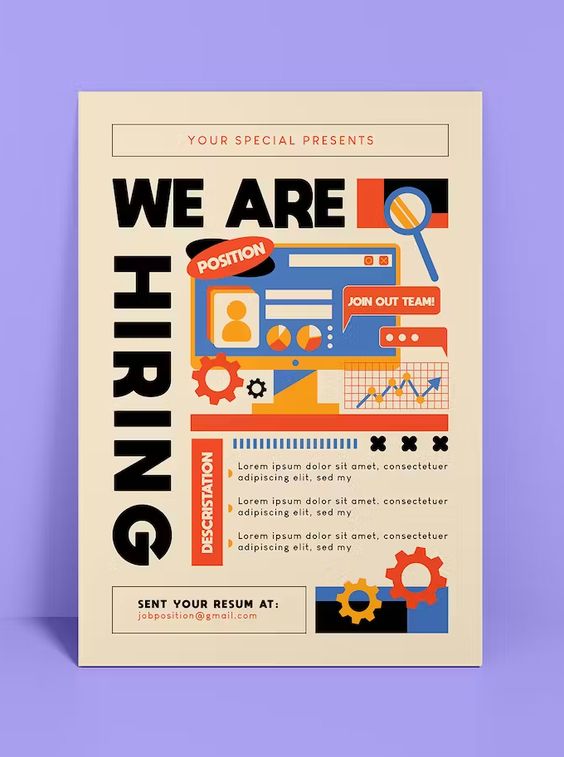 YOUR SPECIAL PRESENTS
WE ARE
HIRING
POSITION
JOIN OUT TEAM!
DESCRISTATION
Lorem ipsum dolor sit amet, consectetuer
adipiscing elit, sed my
Lorem ipsum dolor sit amet, consectetuer
adipiscing elit, sed my
Lorem ipsum dolor sit amet, consectetuer
adipiscing elit, sed my
SENT YOUR RESUM AT:
jobposition@gmail.com